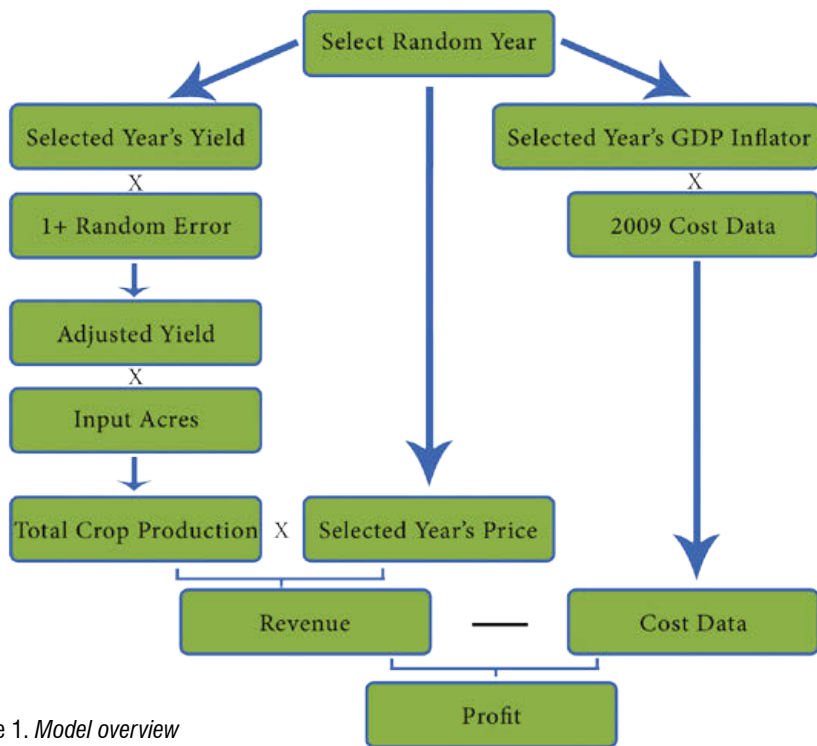 Select Random Year
Selected Year's Yield
Selected Year's GDP Inflator
X
X
1+ Random Error
2009 Cost Data
Adjusted Yield
X
Input Acres
Total Crop Production X Selected Year's Price
Revenue — Cost Data
Profit
e 1. Model overview